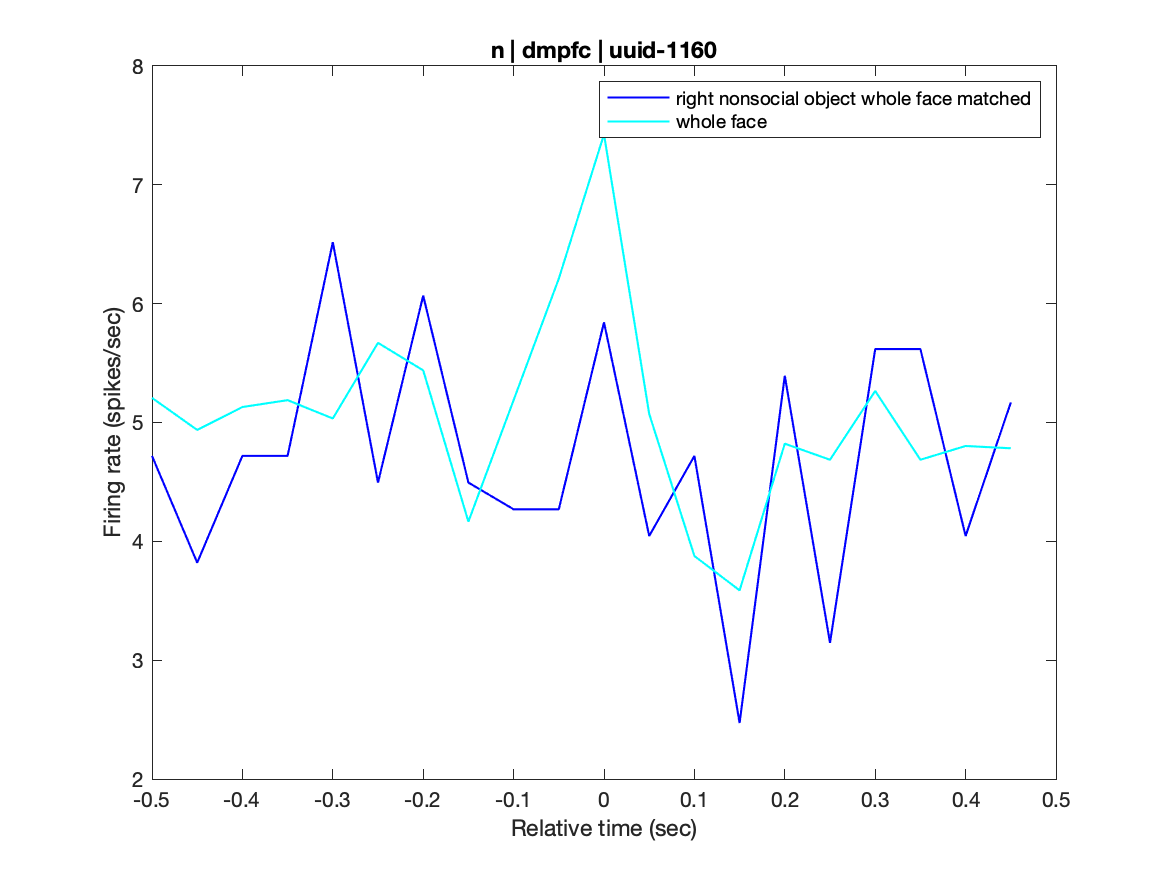 n | dmpfc | uuid-1160
right nonsocial object whole face matched
whole face
Firing rate (spikes/sec)
8
7
6
5
4
3
2
-0.5 -0.4 -0.3 -0.2 -0.1 0 0.1 0.2 0.3 0.4 0.5
Relative time (sec)